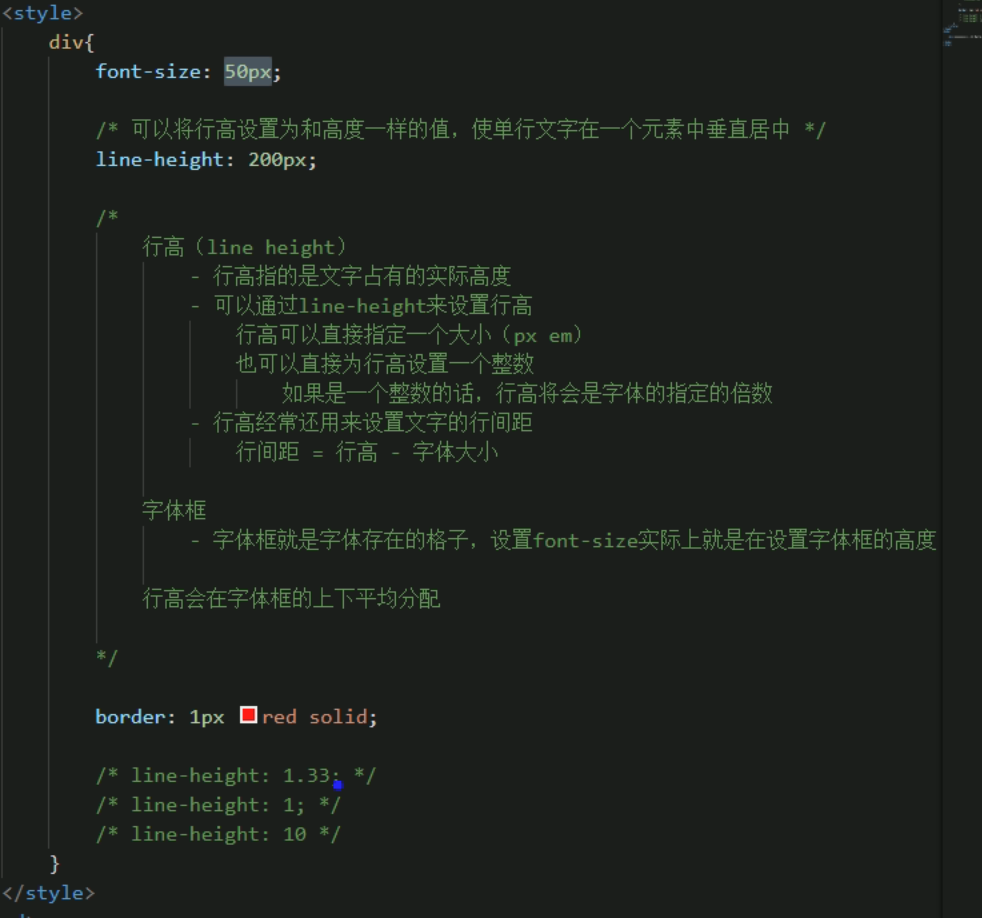 <style>
div{
font-size: 50px;
/* 可以将行高设置为和高度一样的值，使单行文字在一个元素中垂直居中 */
line-height: 200px;
/*
行高（line height）
- 行高指的是文字占有的实际高度
- 可以通过line-height来设置行高
行高可以直接指定一个大小（px em）
也可以直接为行高设置一个整数
如果是一个整数的话，行高将会是字体的指定的倍数
- 行高经常还用来设置文字的行间距
行间距 = 行高 - 字体大小
字体框
- 字体框就是字体存在的格子，设置font-size实际上就是在设置字体框的高度
行高会在字体框的上下平均分配
*/
border: 1px red solid;
/* line-height: 1.33; */
/* line-height: 1; */
/* line-height: 10 */
}
</style>